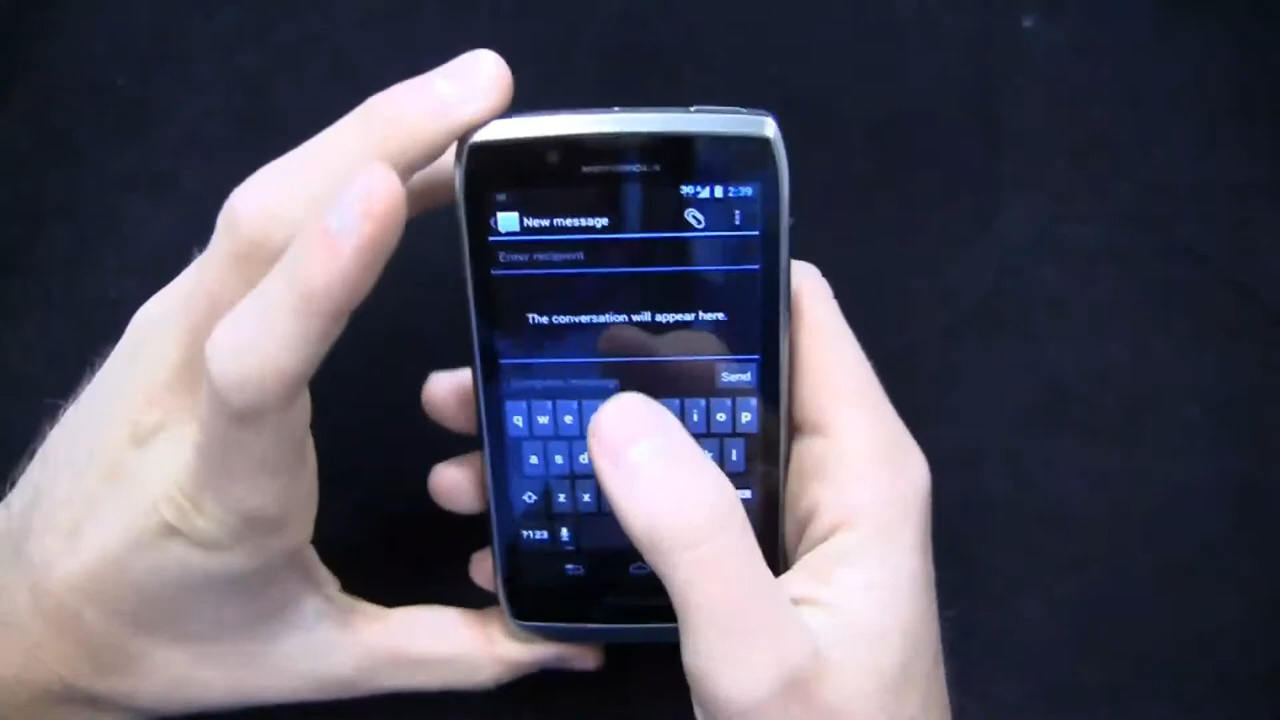 MOTOROLA
3G 2:39
New message
Enter recipient
The conversation will appear here.
Send
q w e i o p
a s d k l
z x
?123